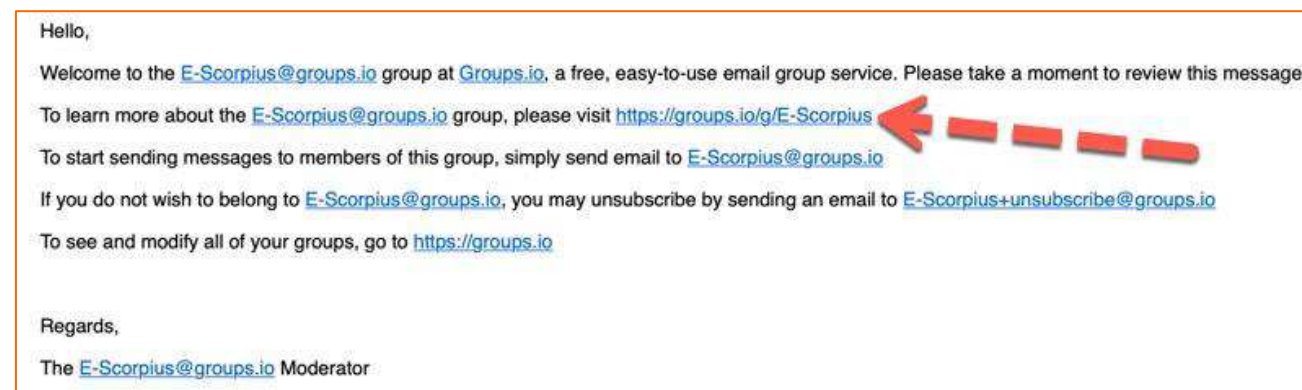 Hello,
Welcome to the E-Scorpius@groups.io group at Groups.io, a free, easy-to-use email group service. Please take a moment to review this message
To learn more about the E-Scorpius@groups.io group, please visit https://groups.io/g/E-Scorpius
To start sending messages to members of this group, simply send email to E-Scorpius@groups.io
If you do not wish to belong to E-Scorpius@groups.io, you may unsubscribe by sending an email to E-Scorpius+unsubscribe@groups.io
To see and modify all of your groups, go to https://groups.io
Regards,
The E-Scorpius@groups.io Moderator